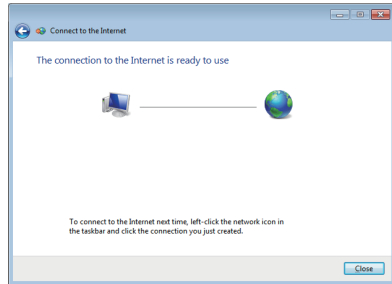 Connect to the Internet
The connection to the Internet is ready to use
To connect to the Internet next time, left-click the network icon in
the taskbar and click the connection you just created.
Close